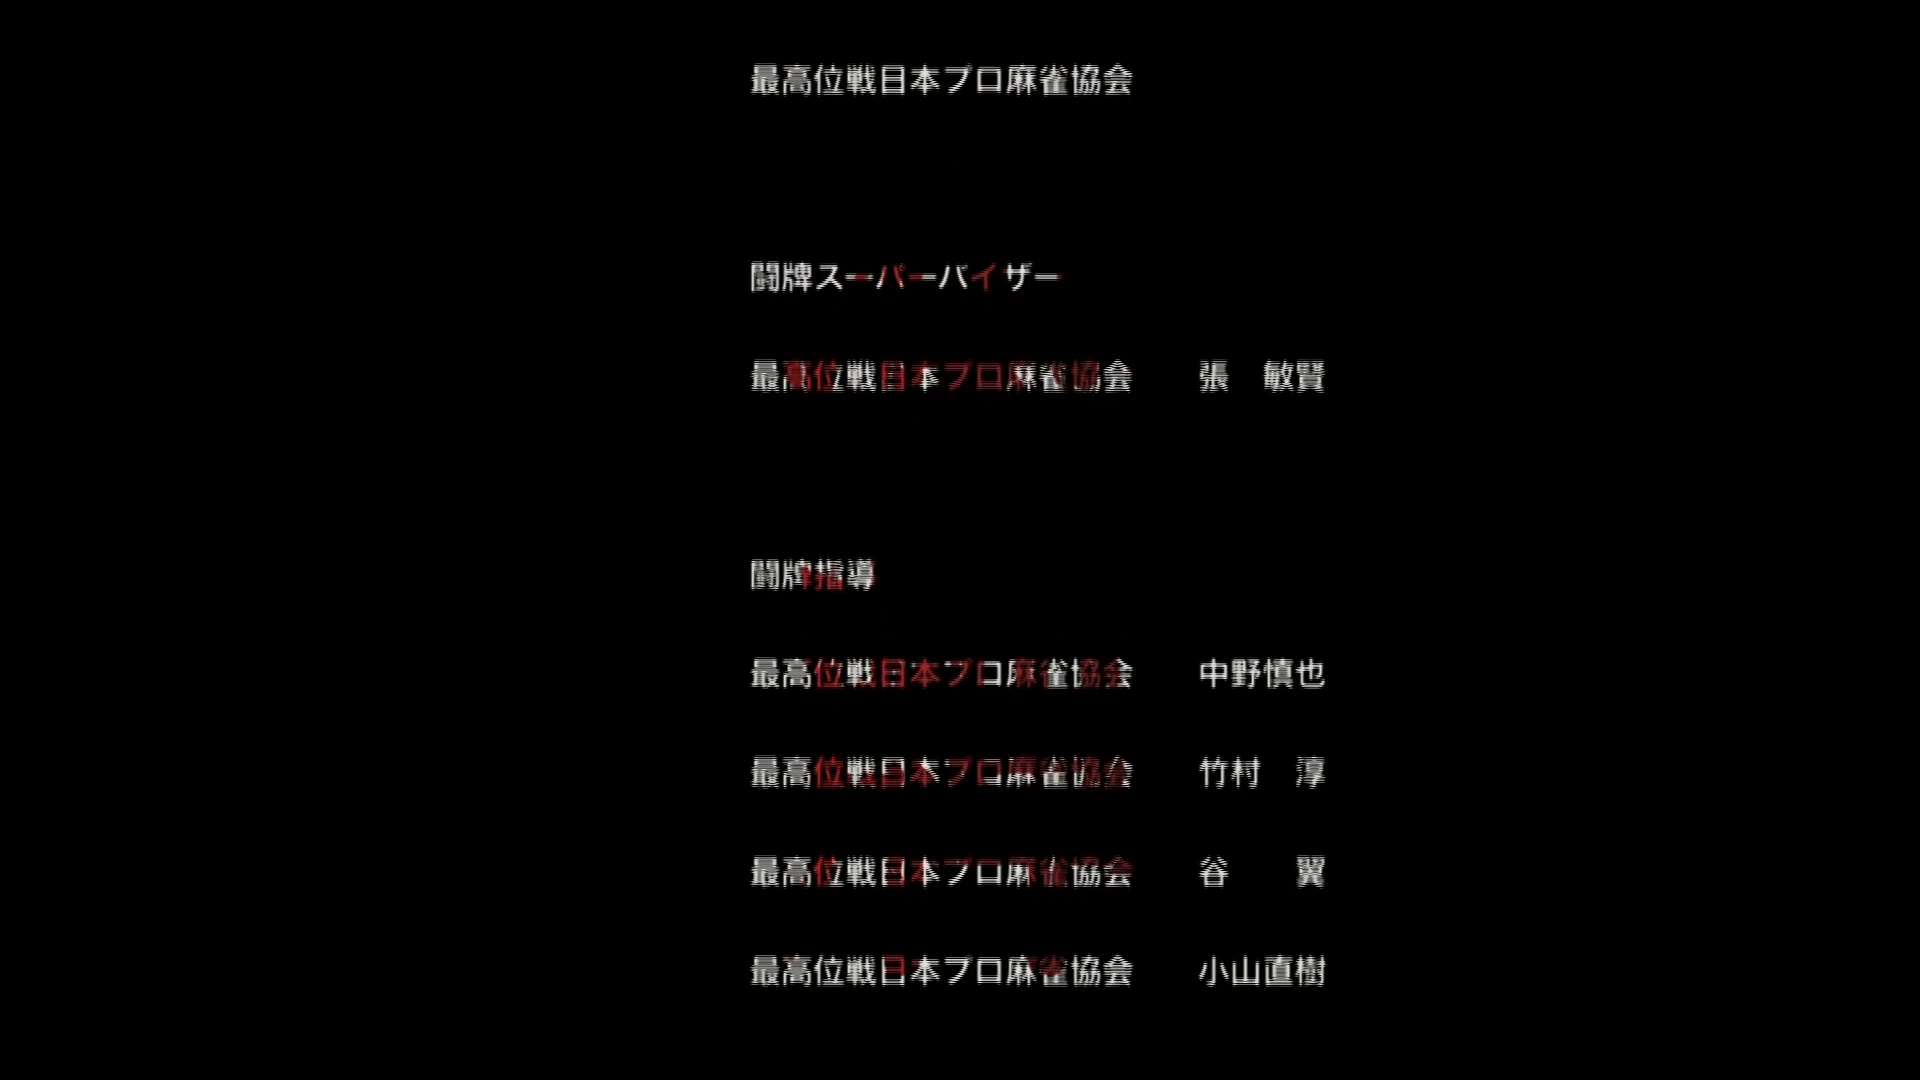 最高位戦日本プロ麻雀協会
闘牌スーパーバイザー
最高位戦日本プロ麻雀協会　　張　敏賢
闘牌指導
最高位戦日本プロ麻雀協会　　中野慎也
最高位戦日本プロ麻雀協会　　竹村　淳
最高位戦日本プロ麻雀協会　　谷　　翼
最高位戦日本プロ麻雀協会　　小山直樹